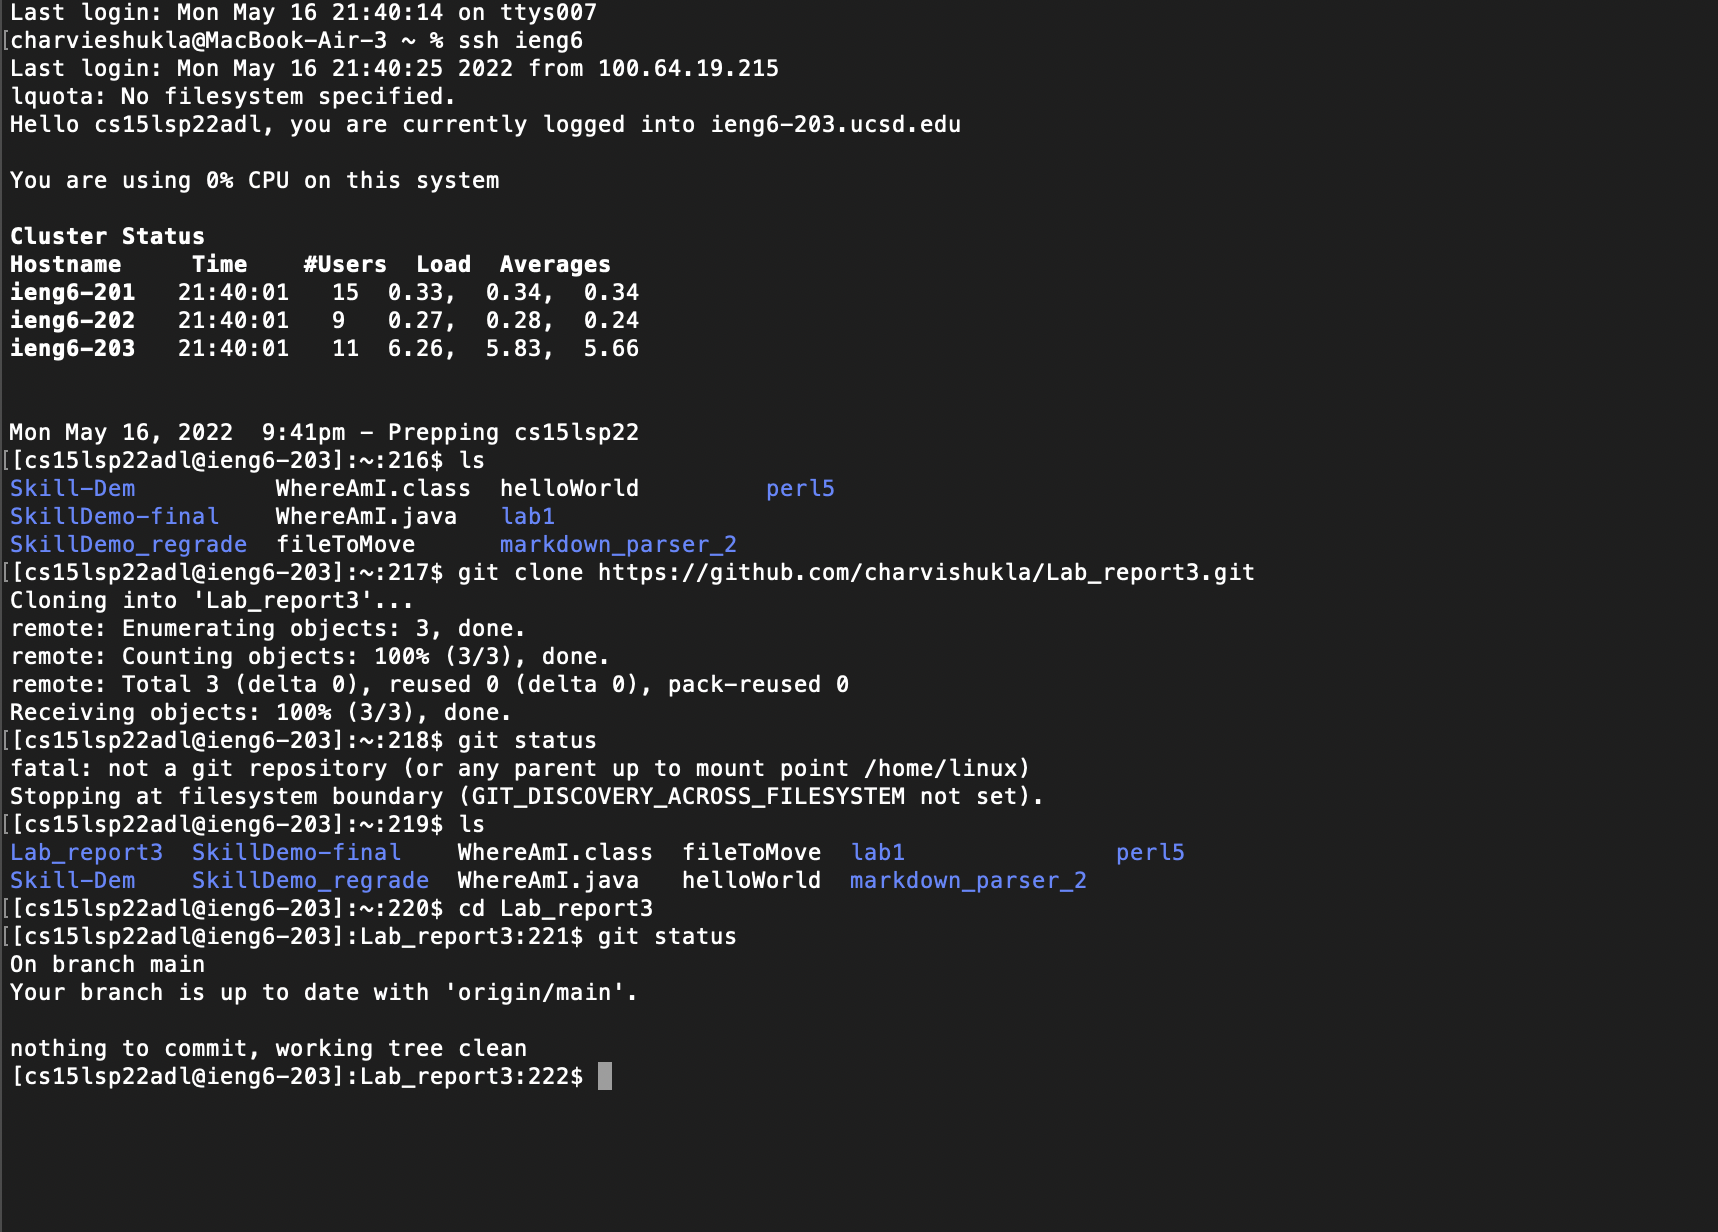 Last login: Mon May 16 21:40:14 on ttys007
[charvieshukla@MacBook-Air-3 ~ % ssh ieng6
Last login: Mon May 16 21:40:25 2022 from 100.64.19.215
lquota: No filesystem specified.
Hello cs15lsp22adl, you are currently logged into ieng6-203.ucsd.edu

You are using 0% CPU on this system

Cluster Status
Hostname     Time    #Users  Load  Averages
ieng6-201   21:40:01   15  0.33,  0.34,  0.34
ieng6-202   21:40:01   9   0.27,  0.28,  0.24
ieng6-203   21:40:01   11  6.26,  5.83,  5.66


Mon May 16, 2022  9:41pm - Prepping cs15lsp22
[[cs15lsp22adl@ieng6-203]:~:216$ ls
Skill-Dem          WhereAmI.class  helloWorld         perl5
SkillDemo-final    WhereAmI.java   lab1
SkillDemo_regrade  fileToMove      markdown_parser_2
[[cs15lsp22adl@ieng6-203]:~:217$ git clone https://github.com/charvishukla/Lab_report3.git
Cloning into 'Lab_report3'...
remote: Enumerating objects: 3, done.
remote: Counting objects: 100% (3/3), done.
remote: Total 3 (delta 0), reused 0 (delta 0), pack-reused 0
Receiving objects: 100% (3/3), done.
[[cs15lsp22adl@ieng6-203]:~:218$ git status
fatal: not a git repository (or any parent up to mount point /home/linux)
Stopping at filesystem boundary (GIT_DISCOVERY_ACROSS_FILESYSTEM not set).
[[cs15lsp22adl@ieng6-203]:~:219$ ls
Lab_report3  SkillDemo-final    WhereAmI.class  fileToMove  lab1               perl5
Skill-Dem    SkillDemo_regrade  WhereAmI.java   helloWorld  markdown_parser_2
[[cs15lsp22adl@ieng6-203]:~:220$ cd Lab_report3
[[cs15lsp22adl@ieng6-203]:Lab_report3:221$ git status
On branch main
Your branch is up to date with 'origin/main'.

nothing to commit, working tree clean
[cs15lsp22adl@ieng6-203]:Lab_report3:222$